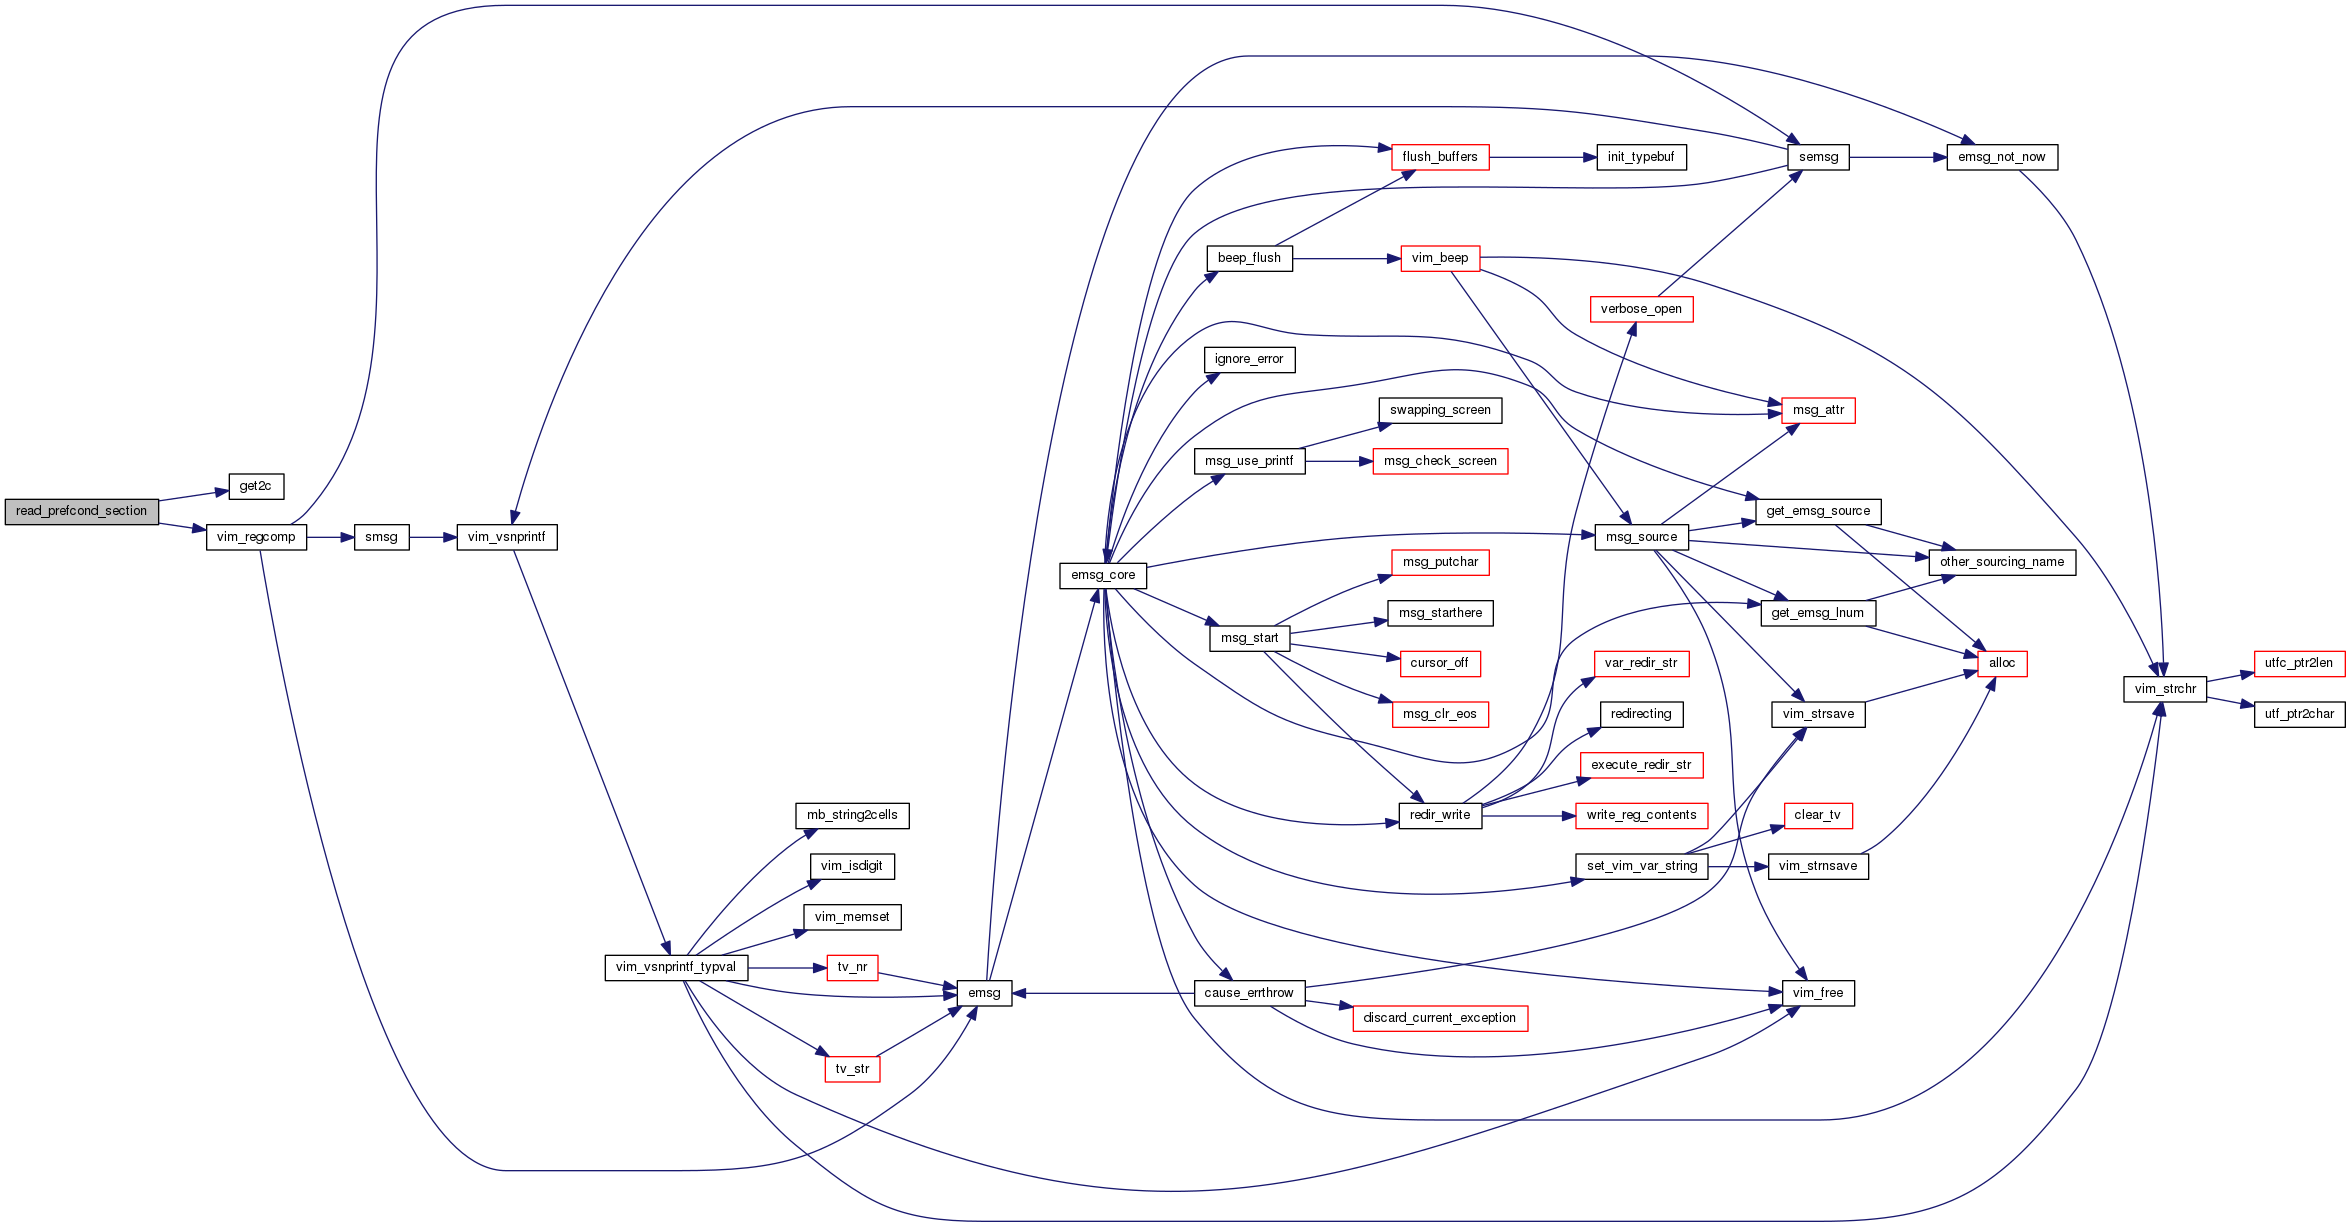 read_prefcond_section
get2c
vim_regcomp
smsg
vim_vsnprintf
vim_vsnprintf_typval
mb_string2cells
vim_isdigit
vim_memset
tv_nr
tv_str
emsg
emsg_core
beep_flush
ignore_error
msg_use_printf
msg_start
cause_errthrow
flush_buffers
vim_beep
swapping_screen
msg_check_screen
msg_putchar
msg_starthere
cursor_off
msg_clr_eos
redir_write
discard_current_exception
init_typebuf
verbose_open
msg_source
var_redir_str
redirecting
execute_redir_str
write_reg_contents
set_vim_var_string
semsg
msg_attr
get_emsg_source
get_emsg_lnum
vim_strsave
clear_tv
vim_strnsave
vim_free
emsg_not_now
other_sourcing_name
alloc
vim_strchr
utfc_ptr2len
utf_ptr2char